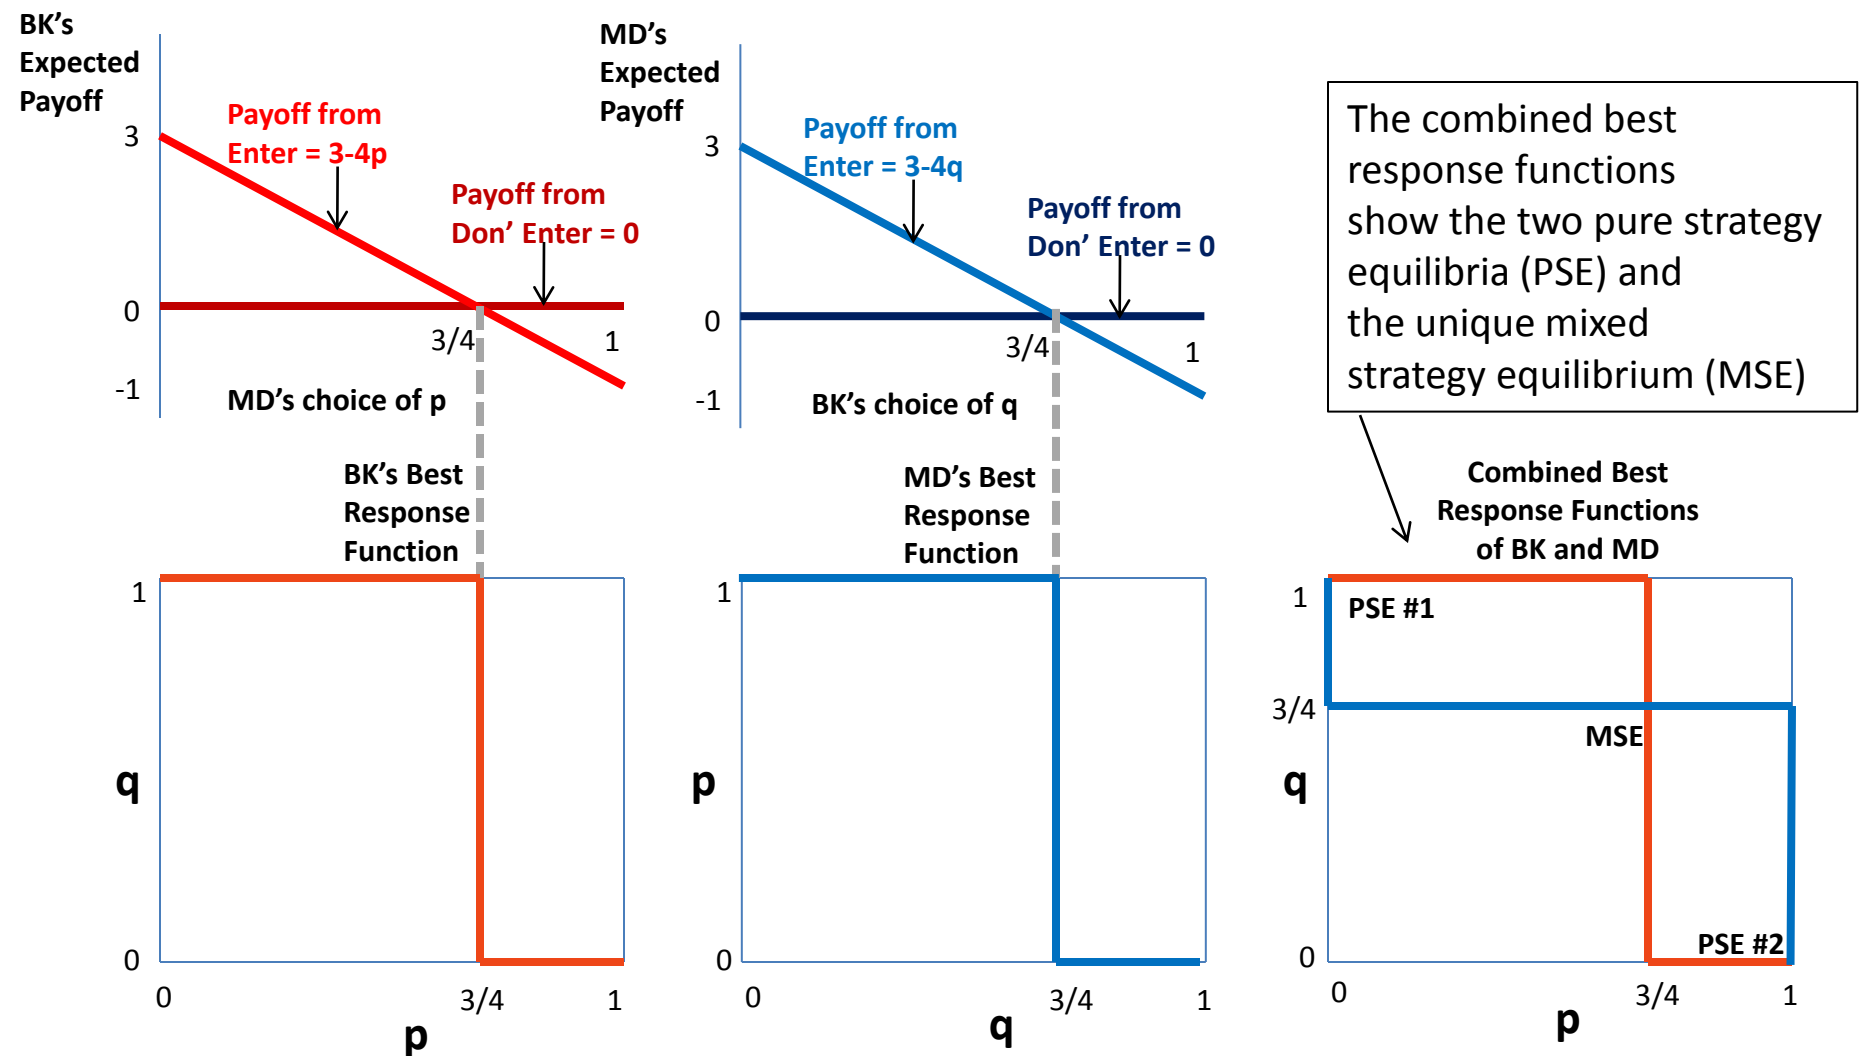 BK’s
Expected
Payoff
3
0
-1
Payoff from
Enter = 3-4p
Payoff from
Don’ Enter = 0
3/4
1
MD’s choice of p
MD’s
Expected
Payoff
3
0
-1
Payoff from
Enter = 3-4q
Payoff from
Don’ Enter = 0
3/4
1
BK’s choice of q
The combined best
response functions
show the two pure strategy
equilibria (PSE) and
the unique mixed
strategy equilibrium (MSE)
BK’s Best
Response
Function
1
q
0
0
3/4
1
p
MD’s Best
Response
Function
1
p
0
0
3/4
1
q
Combined Best
Response Functions
of BK and MD
1
PSE #1
3/4
MSE
q
PSE #2
0
0
3/4
1
p